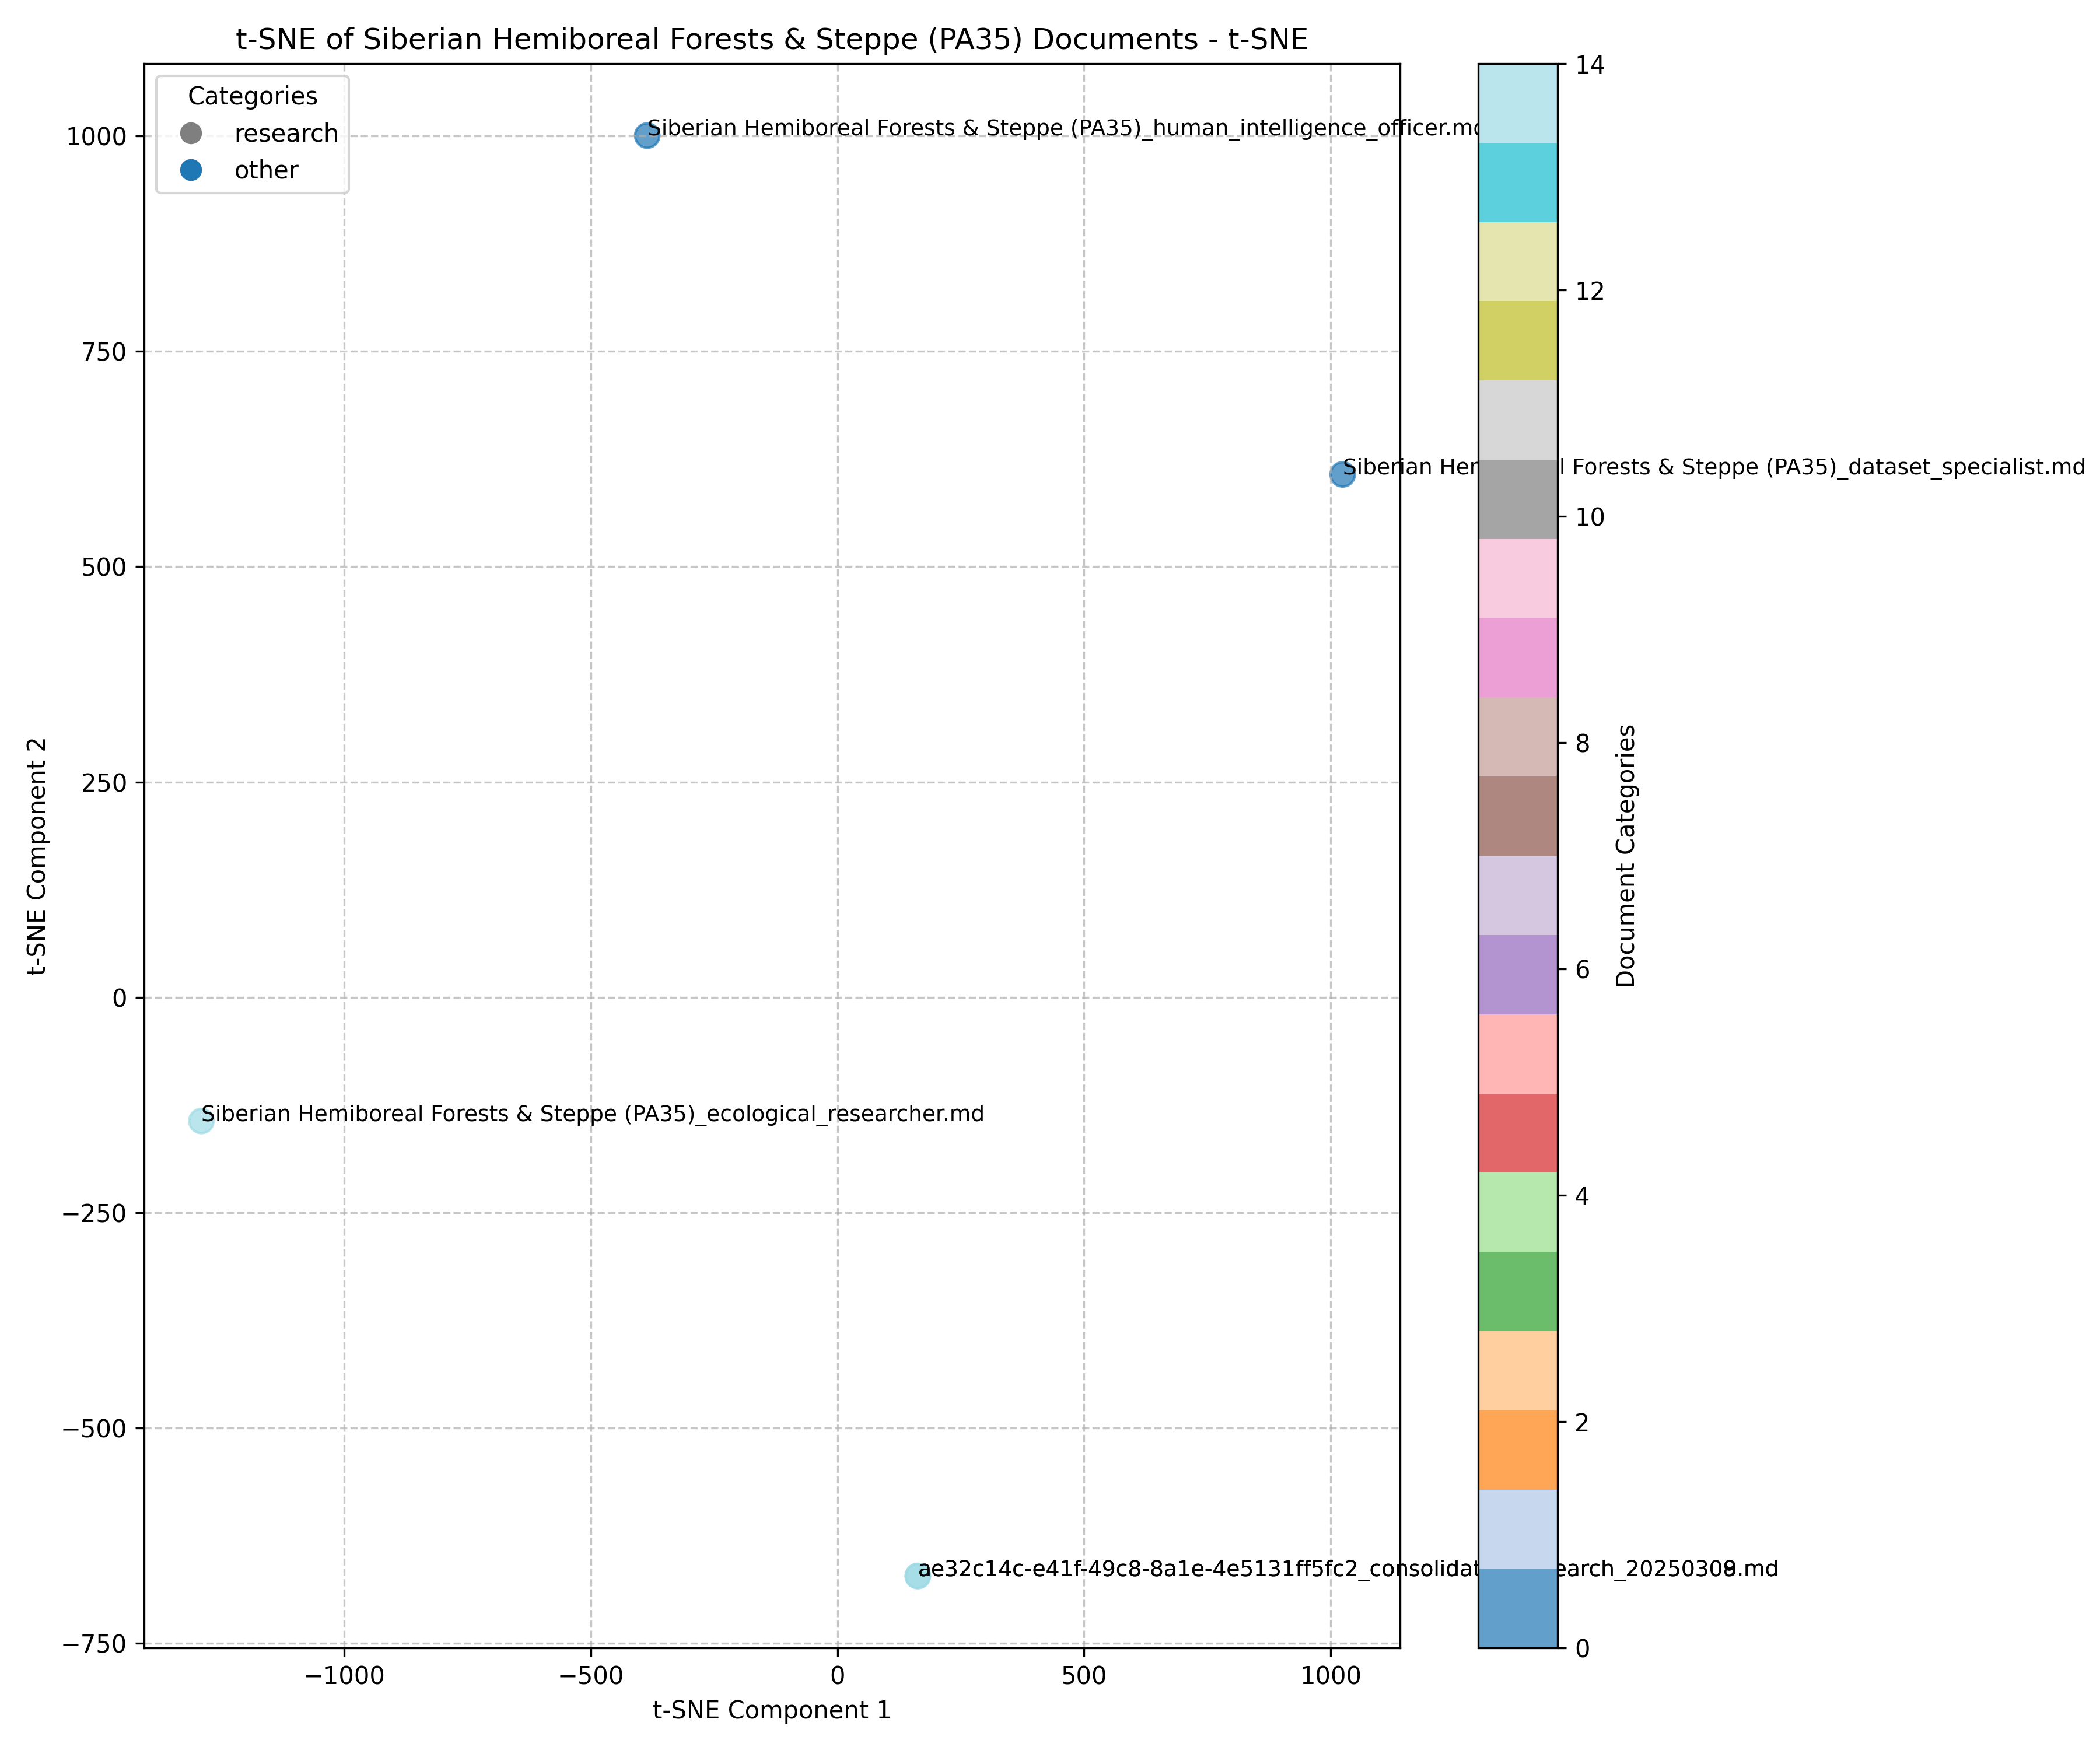 t-SNE of Siberian Hemiboreal Forests & Steppe (PA35) Documents - t-SNE
Categories
research
other
Siberian Hemiboreal Forests & Steppe (PA35)_human_intelligence_officer.md
Siberian Hemiboreal Forests & Steppe (PA35)_dataset_specialist.md
Siberian Hemiboreal Forests & Steppe (PA35)_ecological_researcher.md
ae32c14c-e41f-49c8-8a1e-4e5131ff5fc2_consolidat
1000
750
500
250
0
−250
−500
−750
t-SNE Component 2
−1000
−500
0
500
1000
t-SNE Component 1
14
12
10
8
6
4
2
0
Document Categories